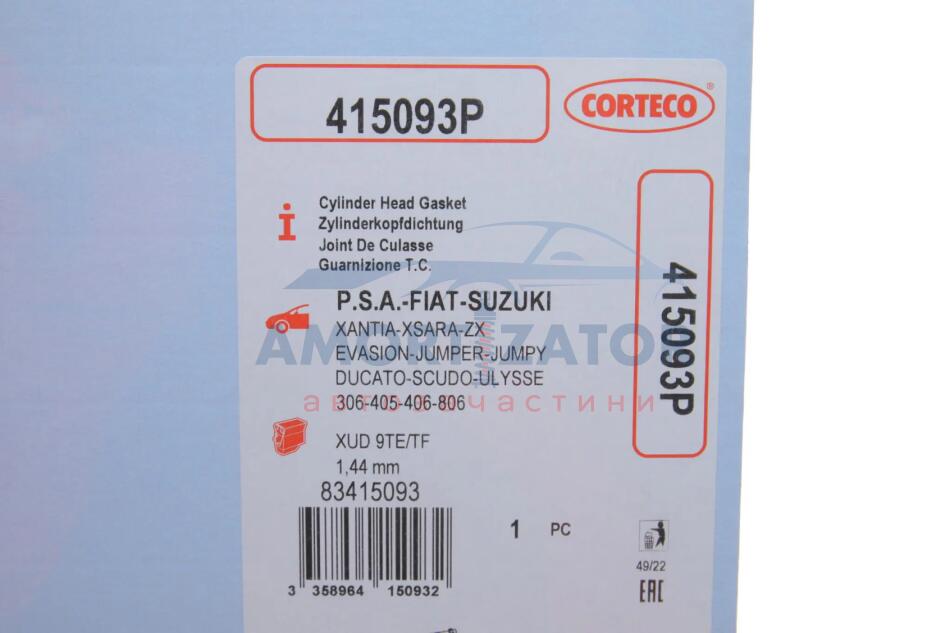 415093P
CORTECO®
415093P
i
Cylinder Head Gasket
Zylinderkopfdichtung
Joint De Culasse
Guarnizione T.C.
P.S.A.-FIAT-SUZUKI
XANTIA-XSARA-ZX
EVASION-JUMPER-JUMPY
DUCATO-SCUDO-ULYSSE
306-405-406-806
AMORTIZATOR
автозапчастини
XUD 9TE/TF
1,44 mm
83415093
1 PC
3 358964 150932
49/22
EAC